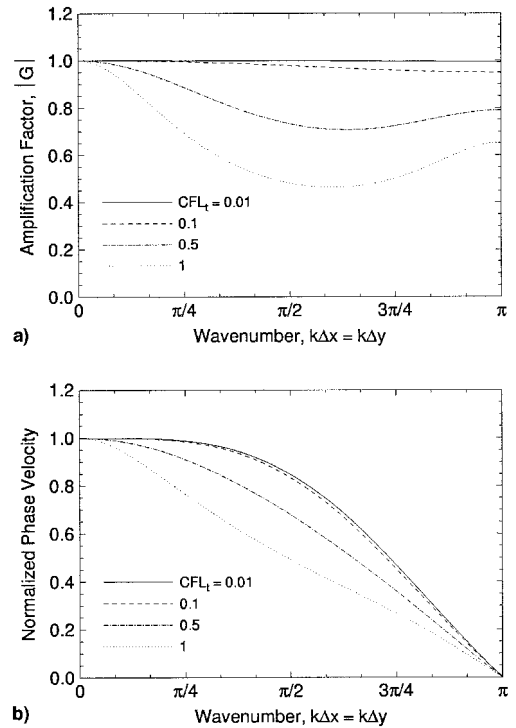 1.2
1.0
0.8
0.6
0.4
0.2
0.0
Amplification Factor, |G|
CFLt = 0.01
0.1
0.5
1
0 π/4 π/2 3π/4 π
Wavenumber, kΔx = kΔy
a)
1.2
1.0
0.8
0.6
0.4
0.2
0.0
Normalized Phase Velocity
CFLt = 0.01
0.1
0.5
1
0 π/4 π/2 3π/4 π
Wavenumber, kΔx = kΔy
b)